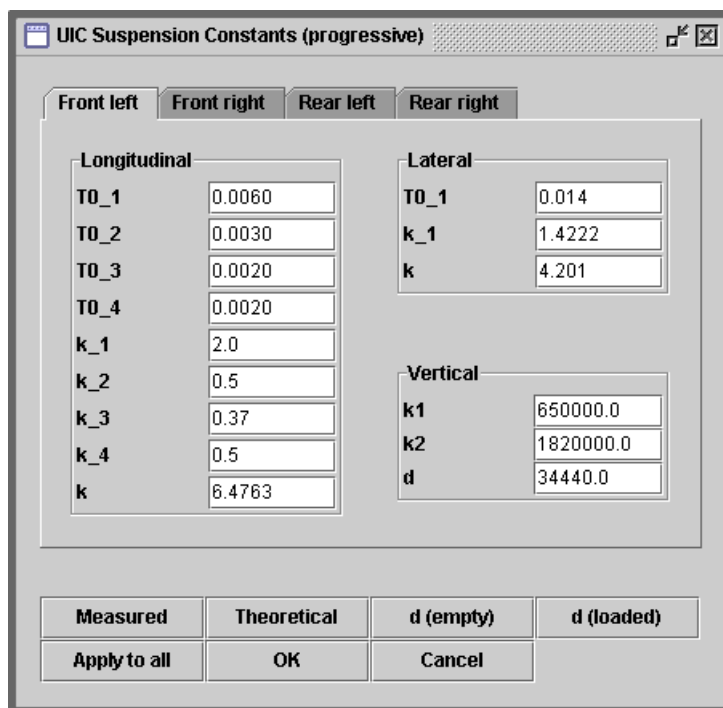 UIC Suspension Constants (progressive)
Front left Front right Rear left Rear right
Longitudinal
T0_1 0.0060
T0_2 0.0030
T0_3 0.0020
T0_4 0.0020
k_1 2.0
k_2 0.5
k_3 0.37
k_4 0.5
k 6.4763
Lateral
T0_1 0.014
k_1 1.4222
k 4.201
Vertical
k1 650000.0
k2 1820000.0
d 34440.0
Measured Theoretical d (empty) d (loaded)
Apply to all OK Cancel